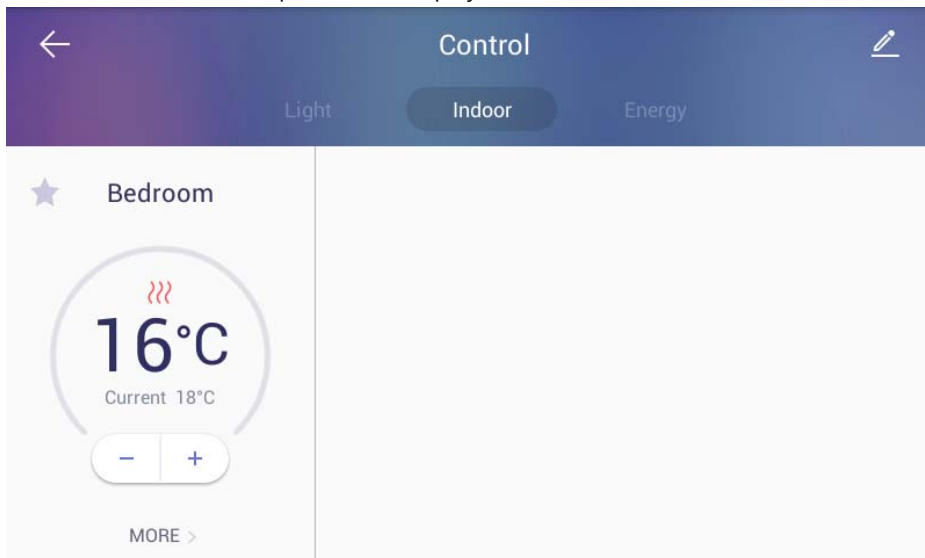 Control
Light Indoor Energy
Bedroom
16°C
Current 18°C
- +
MORE >